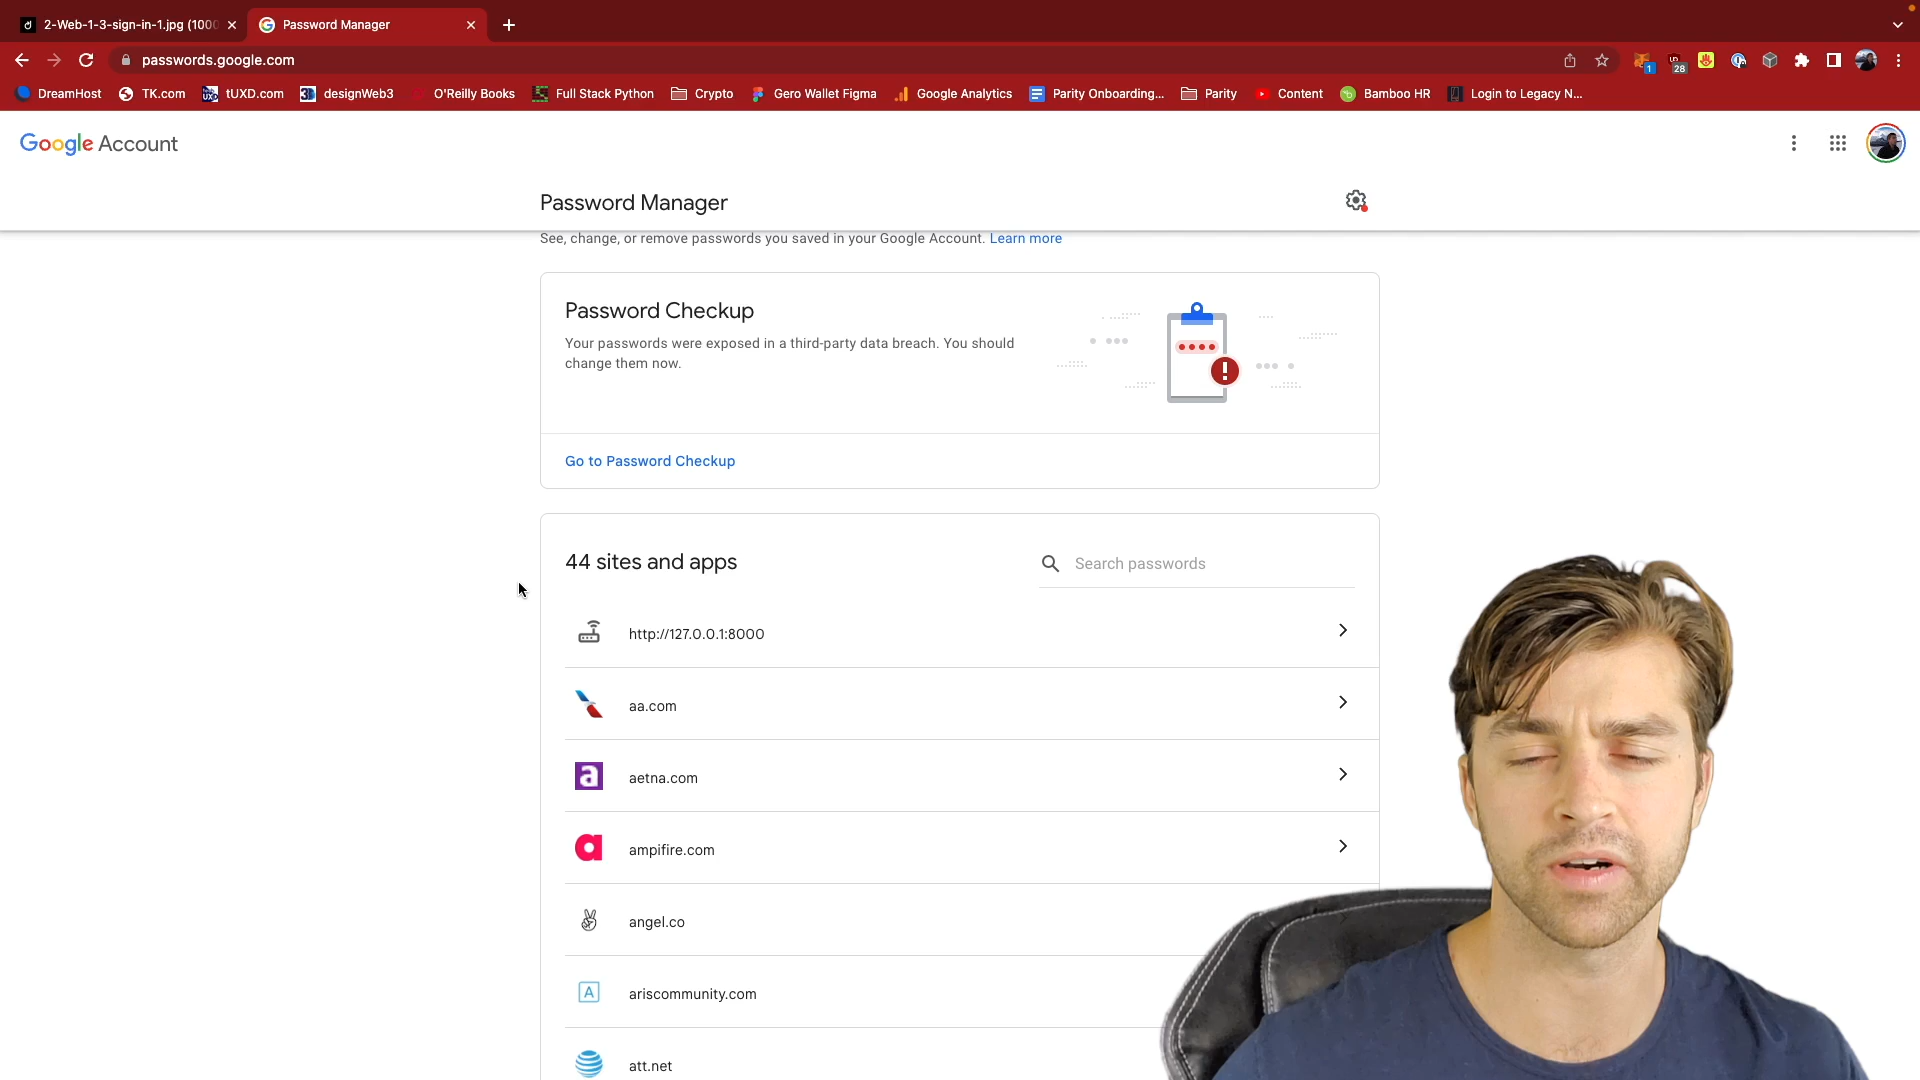 2-Web-1-3-sign-in-1.jpg (100
Password Manager
passwords.google.com
1
28
DreamHost
TK.com
tUXD.com
designWeb3
O'Reilly Books
Full Stack Python
Crypto
Gero Wallet Figma
Google Analytics
Parity Onboarding...
Parity
Content
Bamboo HR
Login to Legacy N...
Google Account
Password Manager
See, change, or remove passwords you saved in your Google Account. Learn more
Password Checkup
Your passwords were exposed in a third-party data breach. You should
change them now.
Go to Password Checkup
44 sites and apps
Search passwords
http://127.0.0.1:8000
aa.com
aetna.com
ampifire.com
angel.co
ariscommunity.com
att.net